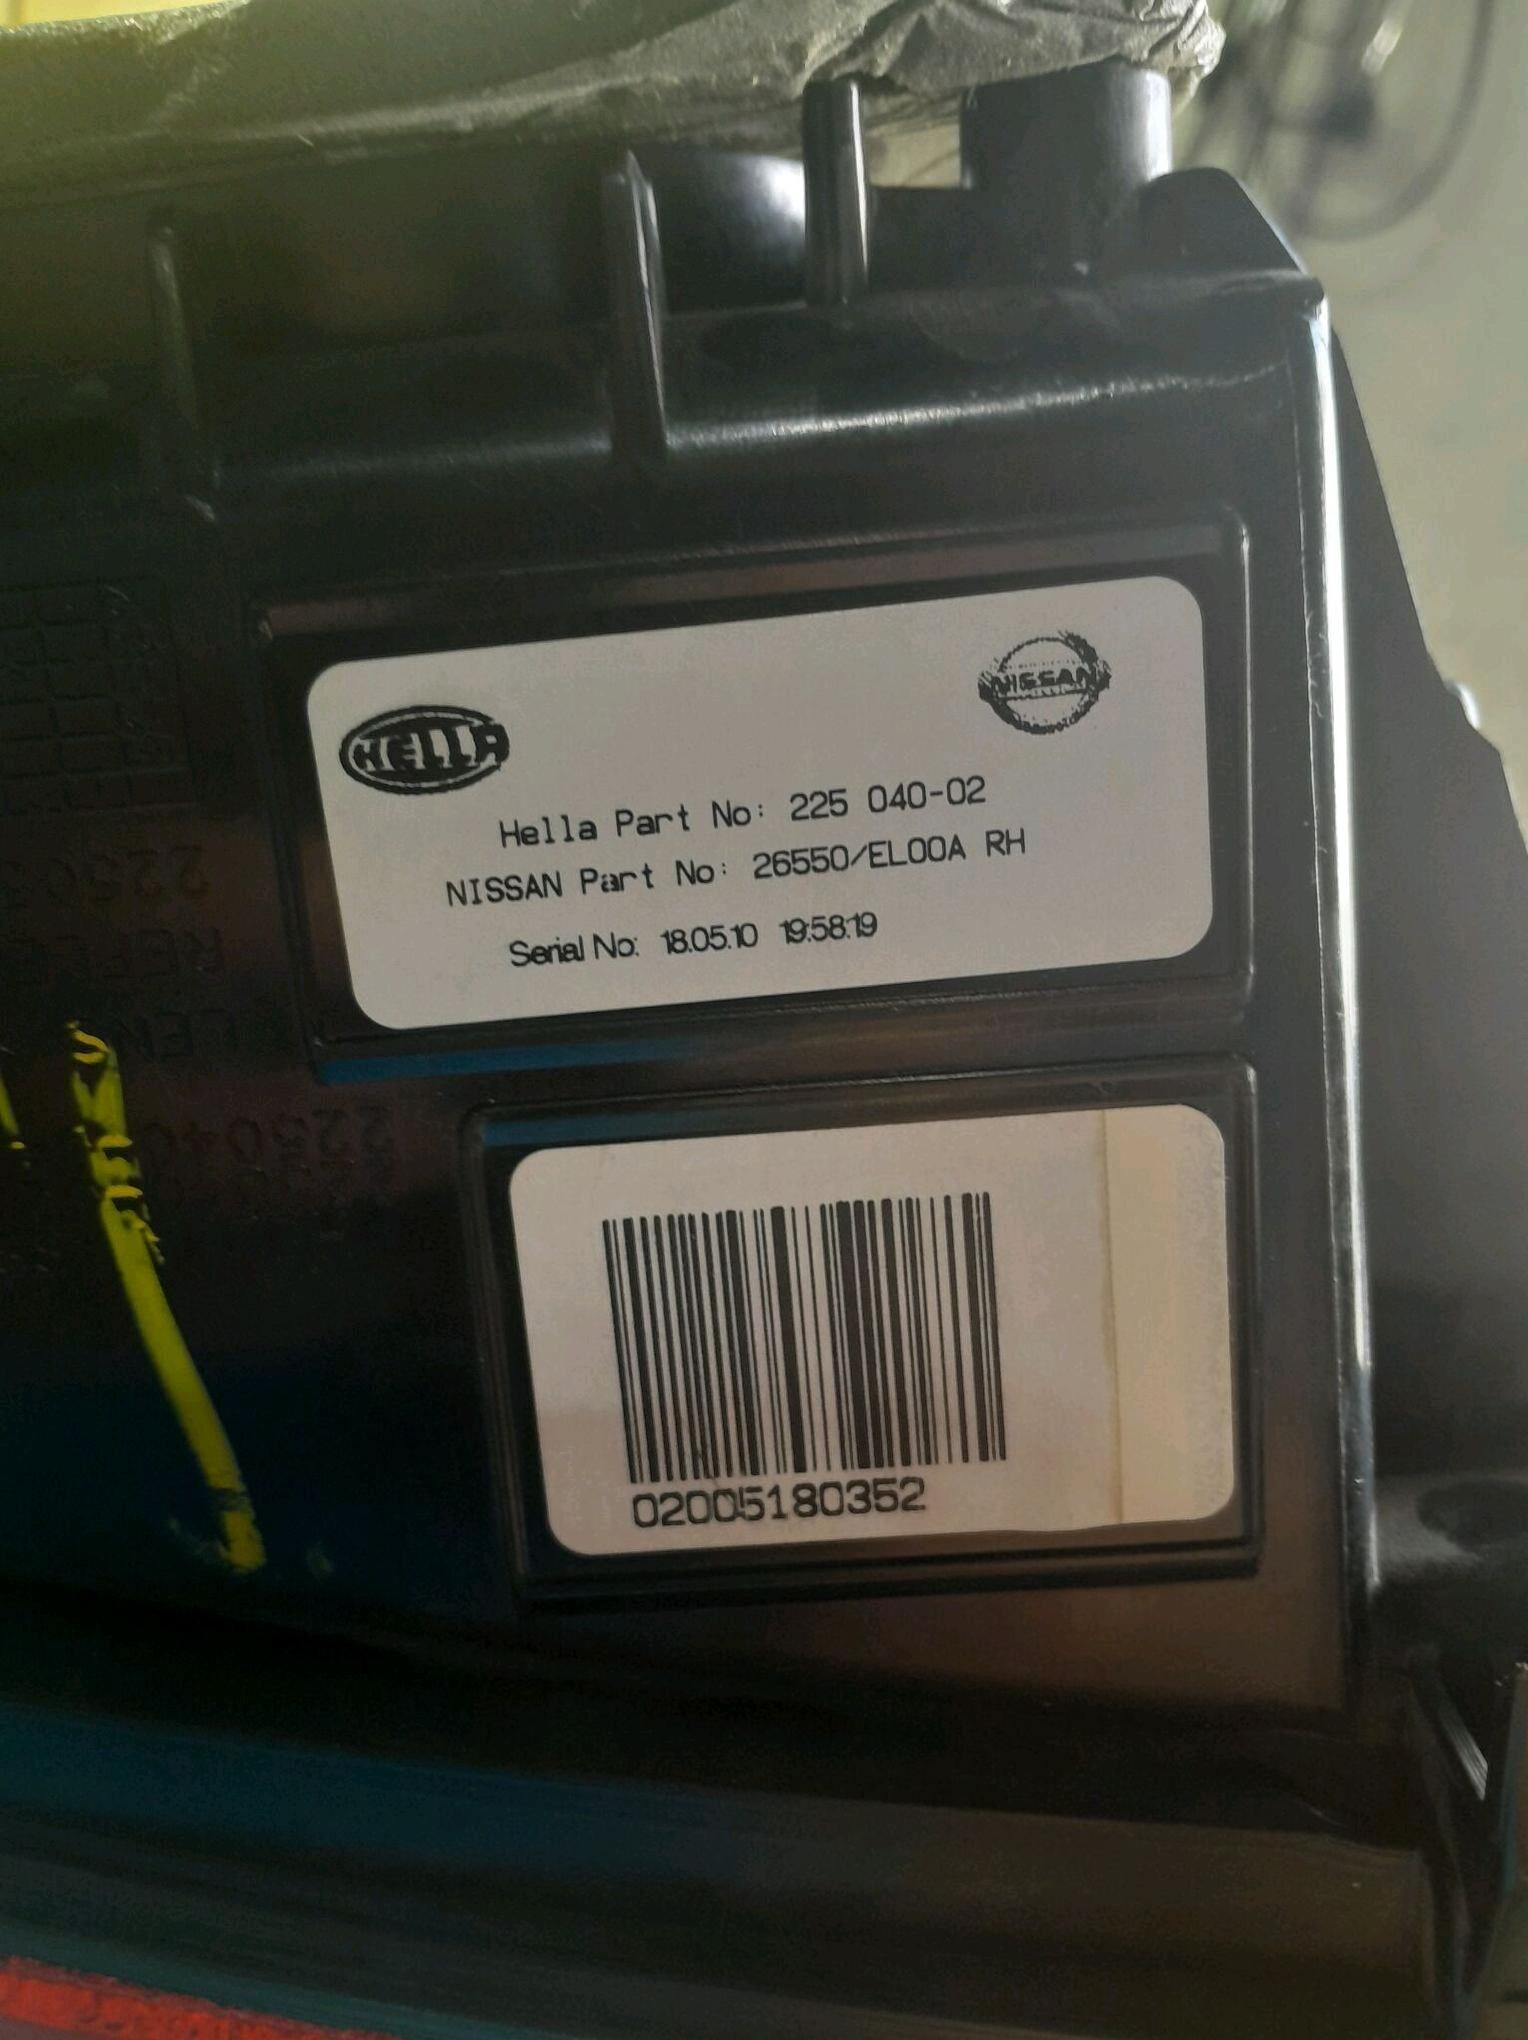 NISSAN
HELLA
Hella Part No: 225 040-02
NISSAN Part No: 26550/EL00A RH
Serial No: 18.05.10 19:58:19
02005180352